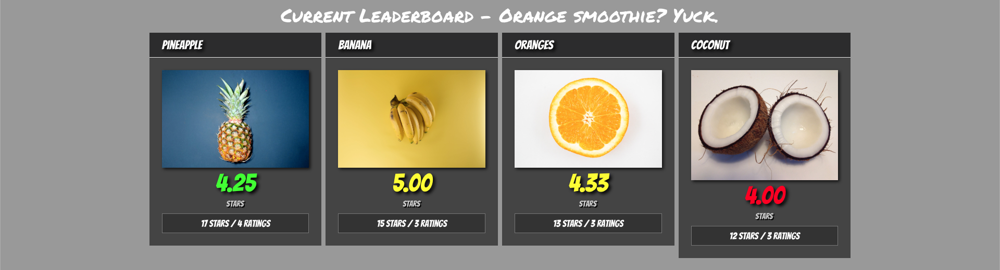 Current Leaderboard - Orange smoothie? Yuck.
PINEAPPLE
4.25
STARS
17 STARS / 4 RATINGS
BANANA
5.00
STARS
15 STARS / 3 RATINGS
ORANGES
4.33
STARS
13 STARS / 3 RATINGS
COCONUT
4.00
STARS
12 STARS / 3 RATINGS